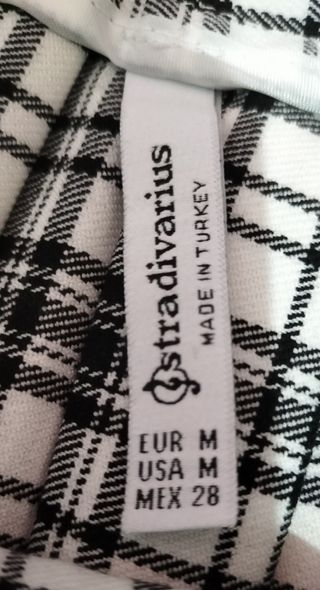 stradivarius
MADE IN TURKEY
EUR M
USA M
MEX 28